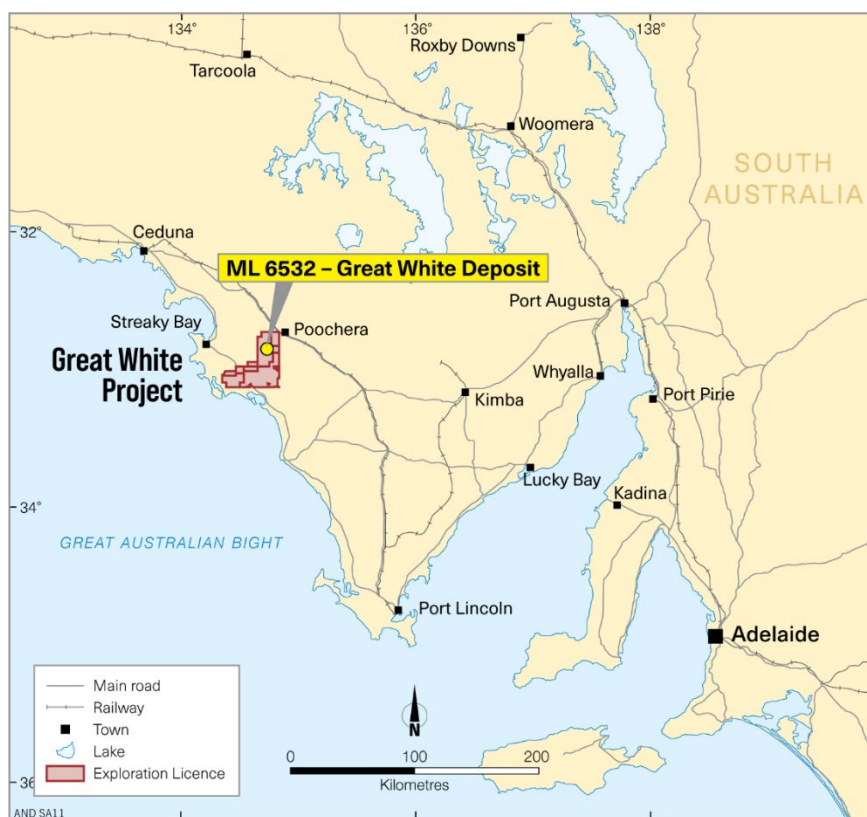 134°
136°
138°
Roxby Downs
Tarcoola
Woomera
SOUTH
AUSTRALIA
32°
Ceduna
ML 6532 – Great White Deposit
Port Augusta
Streaky Bay
Poochera
Great White
Project
Whyalla
Kimba
Port Pirie
Lucky Bay
Kadina
34°
GREAT AUSTRALIAN BIGHT
Port Lincoln
Adelaide
Main road
Railway
Town
Lake
Exploration Licence
N
0
100
200
Kilometres
36
AND SA11